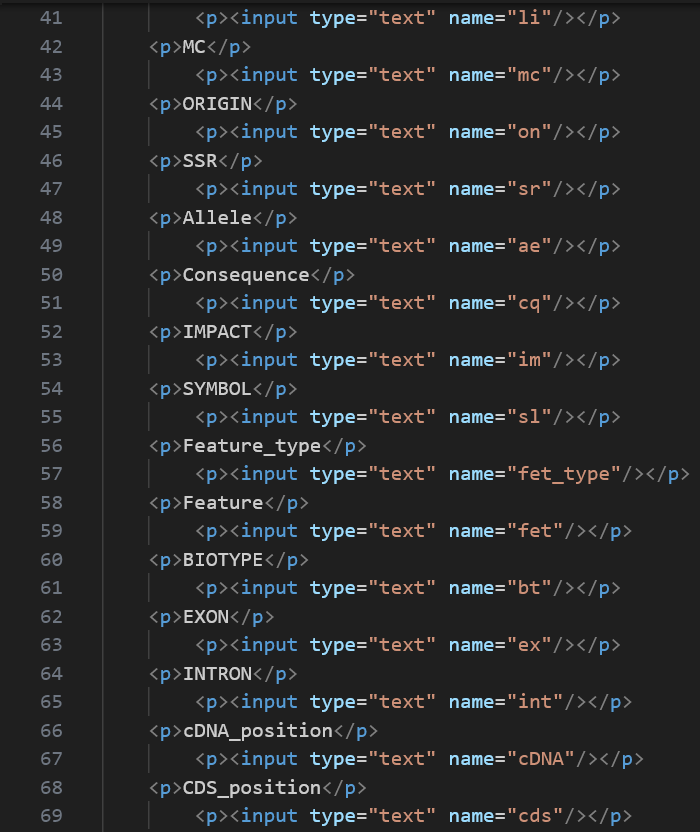 41 <p><input type="text" name="li"/></p>
42 <p>MC</p>
43 <p><input type="text" name="mc"/></p>
44 <p>ORIGIN</p>
45 <p><input type="text" name="on"/></p>
46 <p>SSR</p>
47 <p><input type="text" name="sr"/></p>
48 <p>Allele</p>
49 <p><input type="text" name="ae"/></p>
50 <p>Consequence</p>
51 <p><input type="text" name="cq"/></p>
52 <p>IMPACT</p>
53 <p><input type="text" name="im"/></p>
54 <p>SYMBOL</p>
55 <p><input type="text" name="sl"/></p>
56 <p>Feature_type</p>
57 <p><input type="text" name="fet_type"/></p>
58 <p>Feature</p>
59 <p><input type="text" name="fet"/></p>
60 <p>BIOTYPE</p>
61 <p><input type="text" name="bt"/></p>
62 <p>EXON</p>
63 <p><input type="text" name="ex"/></p>
64 <p>INTRON</p>
65 <p><input type="text" name="int"/></p>
66 <p>cDNA_position</p>
67 <p><input type="text" name="cDNA"/></p>
68 <p>CDS_position</p>
69 <p><input type="text" name="cds"/></p>